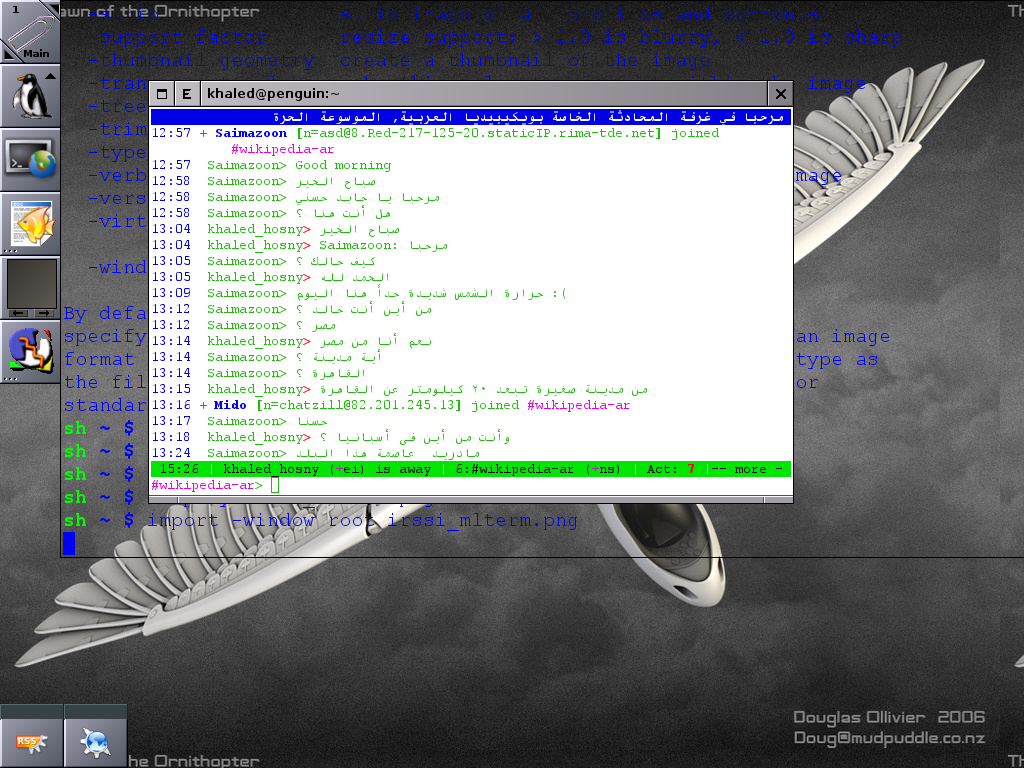 1
Main
awn of the Ornithopter
Th
support factor resize support: > 1.0 is blurry, < 1.0 is sharp
-thumbnail geometry create a thumbnail of the image
-tran
image
-tree
-trim
-type
-verb
mage
-vers
-virt
-wind
By defa
specify
an image
format
type as
the fil
or
standar
khaled@penguin:~
مرحبا في غرفة المحادثة الخاصة بويكيبيديا العربية, الموسوعة الحرة
12:57 + Saimazoon [n=asd@8.Red-217-125-20.staticIP.rima-tde.net] joined
#wikipedia-ar
12:57 Saimazoon> Good morning
12:58 Saimazoon> صباح الخير
12:58 Saimazoon> مرحبا يا خالد حسني
12:58 Saimazoon> هل أنت هنا ؟
13:04 khaled_hosny> صباح الخير
13:04 khaled_hosny> Saimazoon: مرحبا
13:05 Saimazoon> كيف حالك ؟
13:05 khaled_hosny> الحمد لله
13:09 Saimazoon> حرارة الشمس شديدة جدأ هنا اليوم :(
13:12 Saimazoon> من أين أنت خالد ؟
13:12 Saimazoon> مصر ؟
13:14 khaled_hosny> نعم أنا من مصر
13:14 Saimazoon> أية مدينة ؟
13:14 Saimazoon> القاهرة ؟
13:15 khaled_hosny> من مدينة صغيرة تبعد ٢٠ كيلومتر عن القاهرة
13:16 + Mido [n=chatzill@82.201.245.13] joined #wikipedia-ar
13:17 Saimazoon> حسنا
13:18 khaled_hosny> وأنت من أين في أسبانيا ؟
13:24 Saimazoon> مادريد عاصمة هذا البلد
15:26 | khaled_hosny (+ei) is away | 6:#wikipedia-ar (+ns) | Act: 7 |-- more -
#wikipedia-ar>
sh ~ $
sh ~ $
sh ~ $
sh ~ $
sh ~ $ import -window root irssi_mlterm.png
RSS
Douglas Ollivier 2006
Doug@mudpuddle.co.nz
he Ornithopter
Th